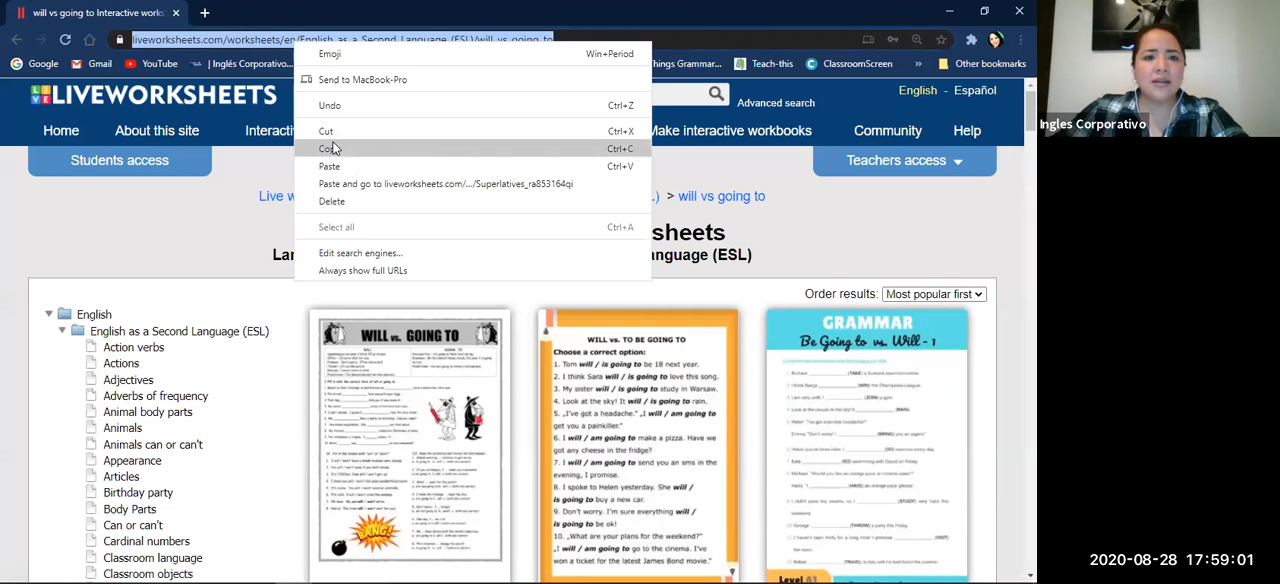 will vs going to Interactive works
liveworksheets.com/worksheets/en/English_as_a_Second_Language_(ESL)/will_vs_going_to
Google
Gmail
YouTube
Inglés Corporativo...
Things Grammar...
Teach-this
ClassroomScreen
»
Other bookmarks
Emoji Win+Period
Send to MacBook-Pro
Undo Ctrl+Z
Cut Ctrl+X
Copy Ctrl+C
Paste Ctrl+V
Paste and go to liveworksheets.com/.../Superlatives_ra853164qi
Delete
Select all Ctrl+A
Edit search engines...
Always show full URLs
LIVEWORKSHEETS
Advanced search
English - Español
Home
About this site
Interacti
Make interactive workbooks
Community
Help
Students access
Teachers access
Live w
) > will vs going to
sheets
Lan
nguage (ESL)
Order results: Most popular first
English
English as a Second Language (ESL)
Action verbs
Actions
Adjectives
Adverbs of frequency
Animal body parts
Animals
Animals can or can't
Appearance
Articles
Birthday party
Body Parts
Can or can't
Cardinal numbers
Classroom language
Classroom objects
WILL vs. GOING TO
BANG!
WILL vs. TO BE GOING TO
Choose a correct option:
1. Tom will / is going to be 18 next year.
2. I think Sara will / is going to love this song.
3. My sister will / is going to study in Warsaw.
4. Look at the sky! It will / is going to rain.
5. „I've got a headache." „I will / am going to
get you a painkiller."
6. I will / am going to make a pizza. Have we
got any cheese in the fridge?
7. I will / am going to send you an sms in the
evening, I promise.
8. I spoke to Helen yesterday. She will /
is going to buy a new car.
9. Don't worry. I'm sure everything will /
is going to be ok!
10. „What are your plans for the weekend?"
„I will / am going to go to the cinema. I've
won a ticket for the latest James Bond movie."
GRAMMAR
Be Going to vs. Will - 1
Level A1
Ingles Corporativo
2020-08-28 17:59:01